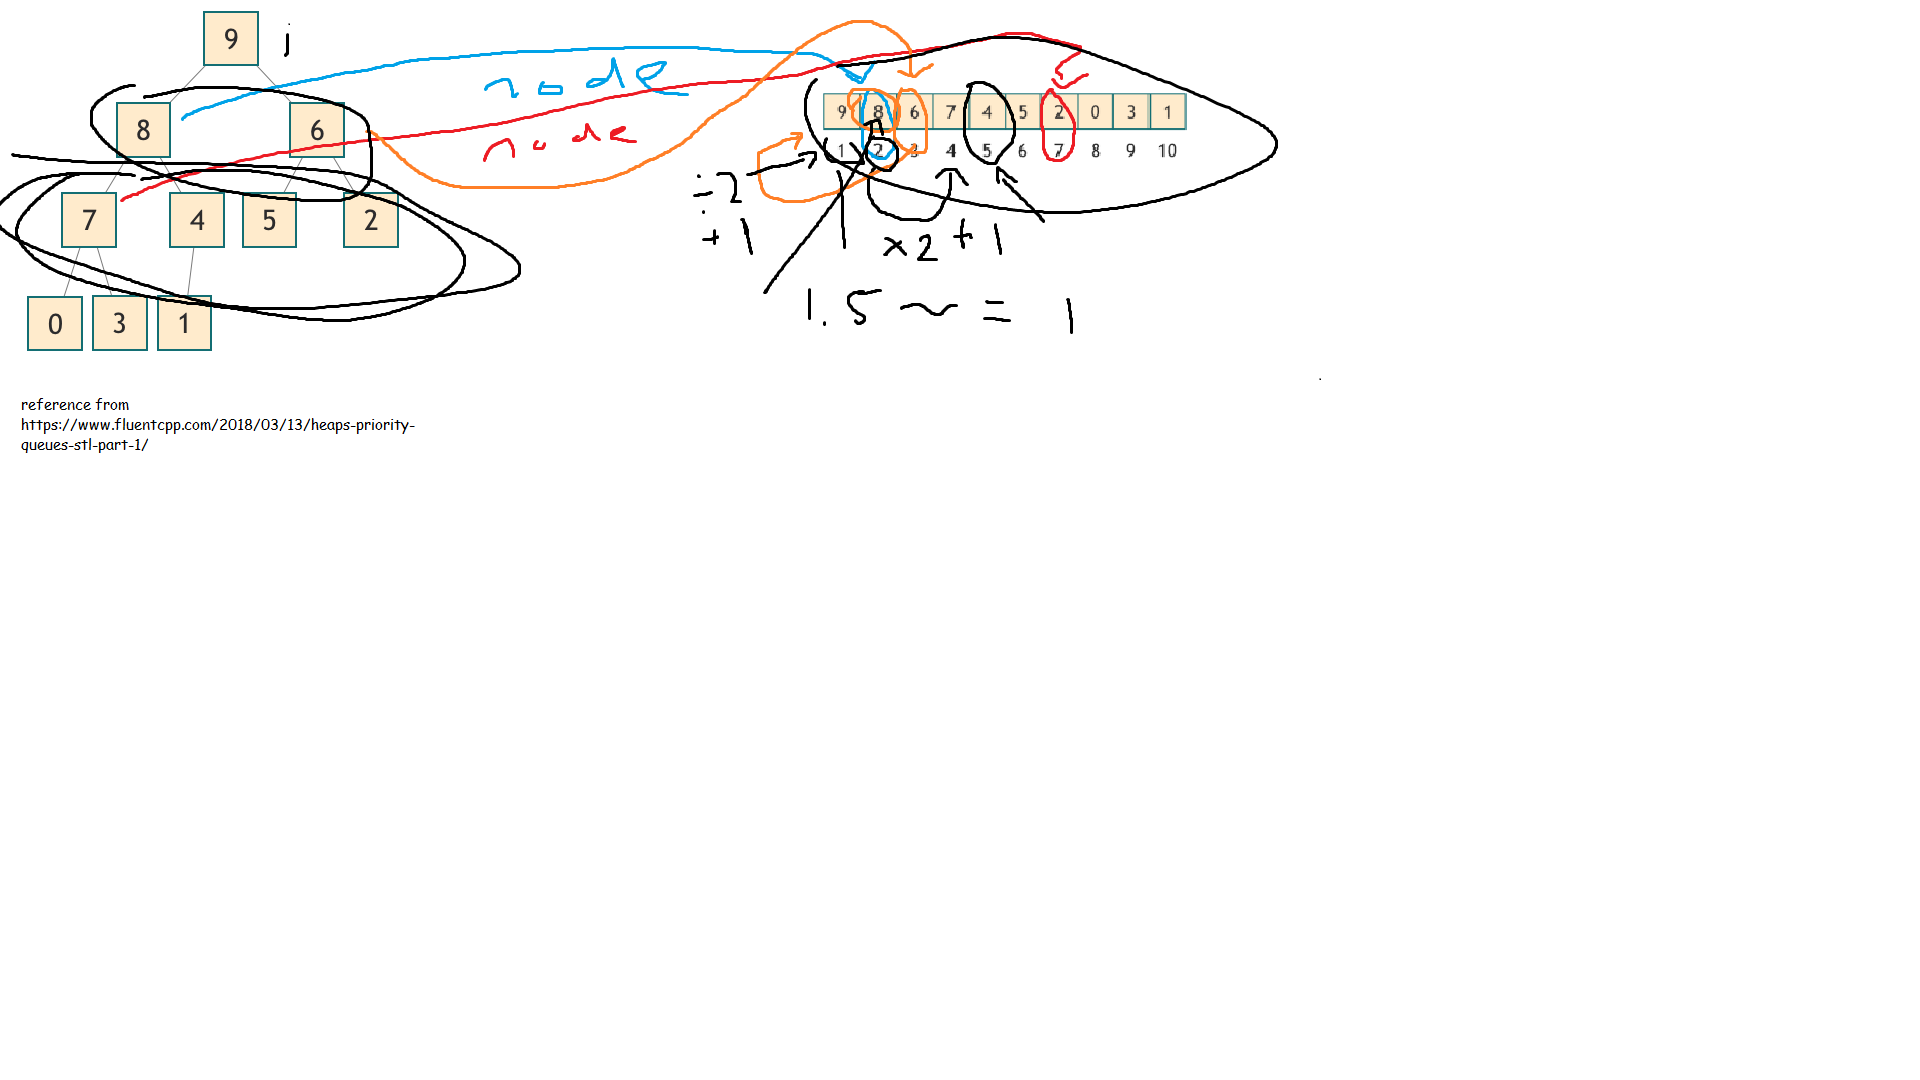 9 j
8 6
7 4 5 2
0 3 1
node
node
9 8 6 7 4 5 2 0 3 1
1 2 3 4 5 6 7 8 9 10
÷2
+1
1 x2 +1
1.5 ~ = 1
reference from
https://www.fluentcpp.com/2018/03/13/heaps-priority-
queues-stl-part-1/